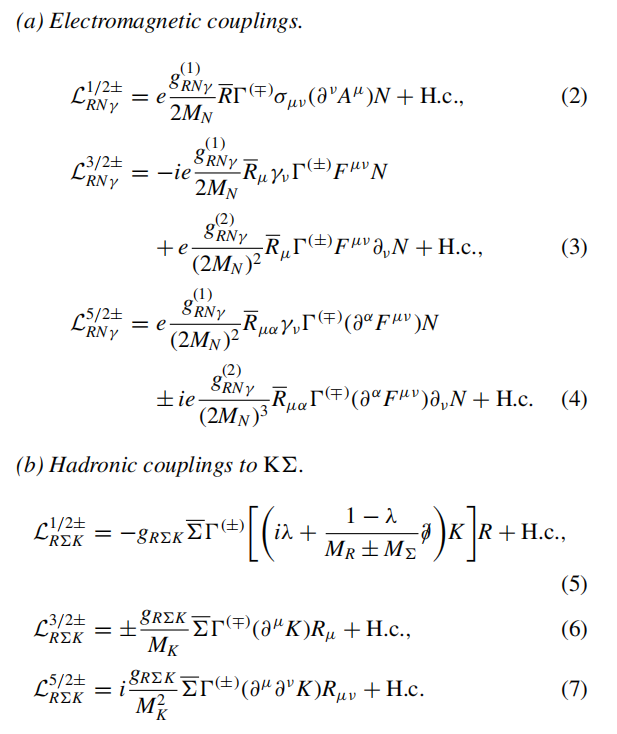 (a) Electromagnetic couplings.
$\mathcal{L}_{RN\gamma}^{1/2\pm} = e\frac{g_{RN\gamma}^{(1)}}{2M_N}\overline{R}\Gamma^{(\mp)}\sigma_{\mu\nu}(\partial^\nu A^\mu)N + \text{H.c.},$ (2)
$\mathcal{L}_{RN\gamma}^{3/2\pm} = -ie\frac{g_{RN\gamma}^{(1)}}{2M_N}\overline{R}_\mu\gamma_\nu\Gamma^{(\pm)}F^{\mu\nu}N$
$+ e\frac{g_{RN\gamma}^{(2)}}{(2M_N)^2}\overline{R}_\mu\Gamma^{(\pm)}F^{\mu\nu}\partial_\nu N + \text{H.c.},$ (3)
$\mathcal{L}_{RN\gamma}^{5/2\pm} = e\frac{g_{RN\gamma}^{(1)}}{(2M_N)^2}\overline{R}_{\mu\alpha}\gamma_\nu\Gamma^{(\mp)}(\partial^\alpha F^{\mu\nu})N$
$\pm ie\frac{g_{RN\gamma}^{(2)}}{(2M_N)^3}\overline{R}_{\mu\alpha}\Gamma^{(\mp)}(\partial^\alpha F^{\mu\nu})\partial_\nu N + \text{H.c.}$ (4)
(b) Hadronic couplings to KΣ.
$\mathcal{L}_{R\Sigma K}^{1/2\pm} = -g_{R\Sigma K}\overline{\Sigma}\Gamma^{(\pm)}\left[\left(i\lambda + \frac{1-\lambda}{M_R \pm M_\Sigma}\not{\partial}\right)K\right]R + \text{H.c.},$
(5)
$\mathcal{L}_{R\Sigma K}^{3/2\pm} = \pm\frac{g_{R\Sigma K}}{M_K}\overline{\Sigma}\Gamma^{(\mp)}(\partial^\mu K)R_\mu + \text{H.c.},$ (6)
$\mathcal{L}_{R\Sigma K}^{5/2\pm} = i\frac{g_{R\Sigma K}}{M_K^2}\overline{\Sigma}\Gamma^{(\pm)}(\partial^\mu\partial^\nu K)R_{\mu\nu} + \text{H.c.}$ (7)